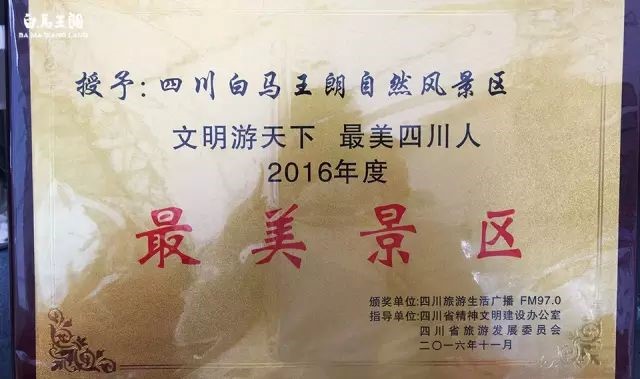 白马王朗
BA MA WANG LANG
授予:四川白马王朗自然风景区
文明游天下 最美四川人
2016年度
最美景区
颁奖单位:四川旅游生活广播 FM97.0
指导单位:四川省精神文明建设办公室
四川省旅游发展委员会
二〇一六年十一月